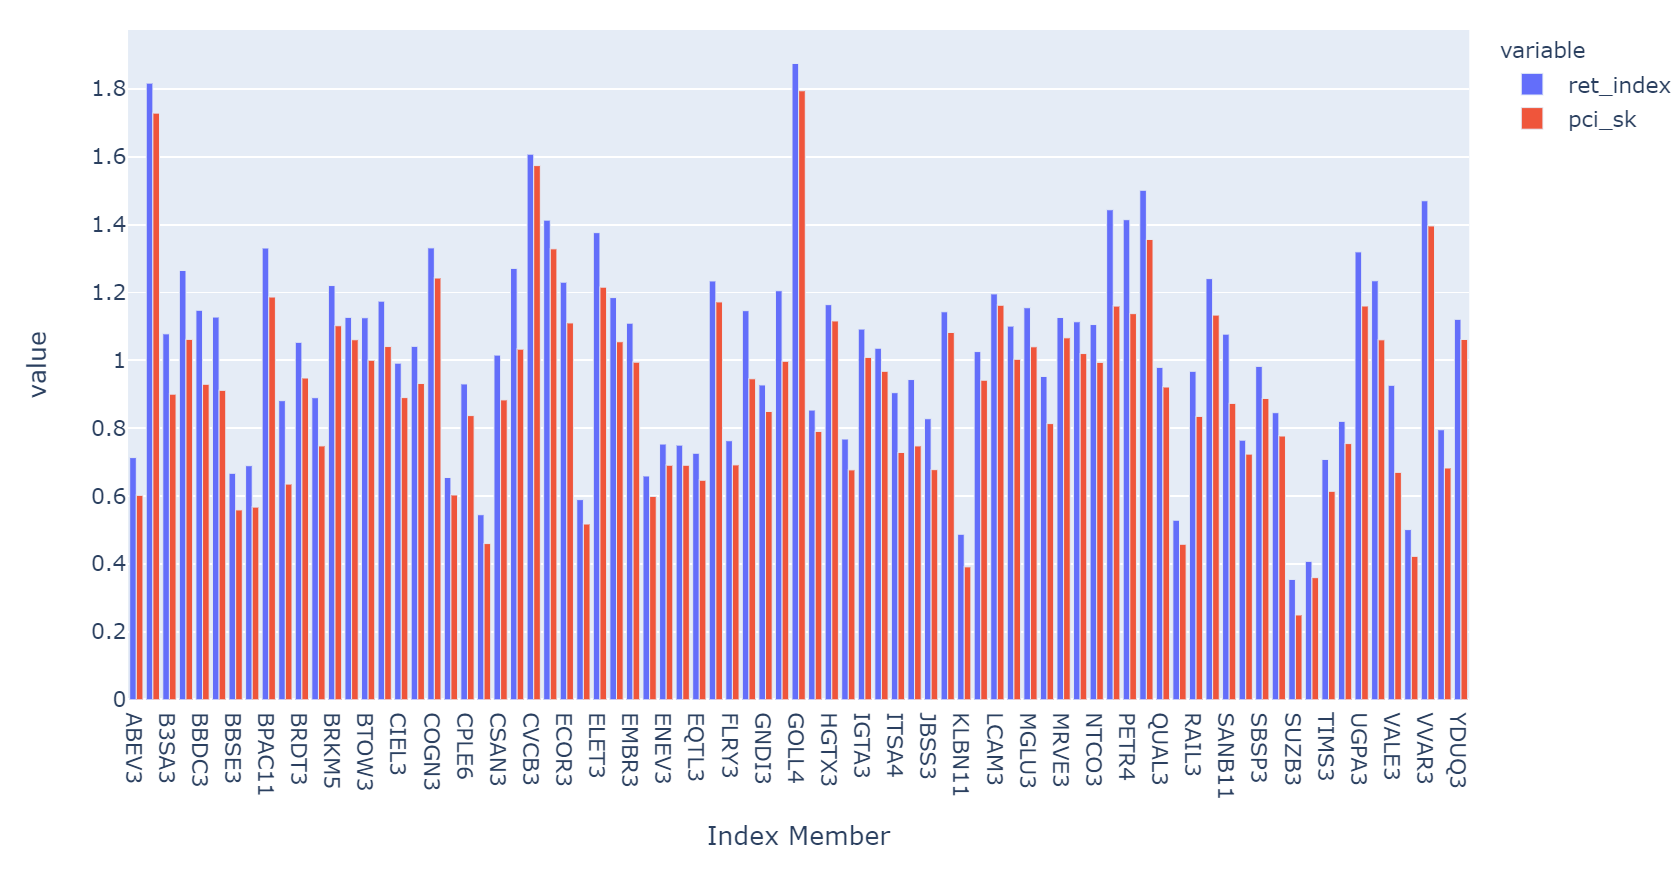 variable
ret_index
pci_sk
value
1.8
1.6
1.4
1.2
1
0.8
0.6
0.4
0.2
0
ABEV3
B3SA3
BBDC3
BBSE3
BPAC11
BRDT3
BRKM5
BTOW3
CIEL3
COGN3
CPLE6
CSAN3
CVCB3
ECOR3
ELET3
EMBR3
ENEV3
EQTL3
FLRY3
GNDI3
GOLL4
HGTX3
IGTA3
ITSA4
JBSS3
KLBN11
LCAM3
MGLU3
MRVE3
NTCO3
PETR4
QUAL3
RAIL3
SANB11
SBSP3
SUZB3
TIMS3
UGPA3
VALE3
VVAR3
YDUQ3
Index Member